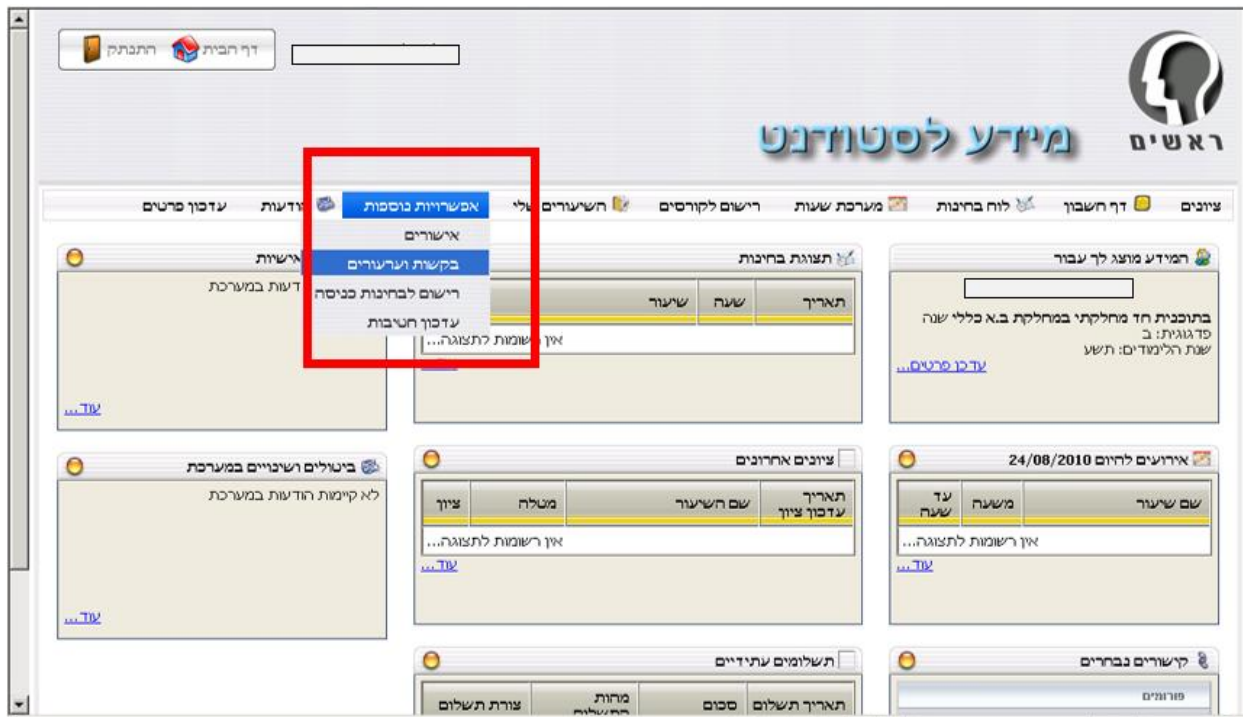 דף הבית התנתק
ראשים
מידע לסטודנט
ציונים דף חשבון לוח בחינות מערכת שעות רישום לקורסים השיעורים שלי אפשרויות נוספות הודעות עדכון פרטים
אישורים
בקשות וערעורים
רישום לבחינות כניסה
עדכון חטיבות
המידע מוצג לך עבור
בתוכנית חד מחלקתי במחלקת ב.א כללי שנה
פדגוגית: ב
שנת הלימודים: תשע
עדכן פרטים...
תצוגת בחינות
תאריך שעה שיעור
אין רשומות לתצוגה...
אישיות
דעות במערכת
עוד...
אירועים להיום 24/08/2010
שם שיעור משעה עד שעה
אין רשומות לתצוגה...
עוד...
ציונים אחרונים
תאריך עדכון ציון שם השיעור מטלה ציון
אין רשומות לתצוגה...
עוד...
ביטולים ושינויים במערכת
לא קיימות הודעות במערכת
עוד...
קישורים נבחרים
פורומים
תשלומים עתידיים
תאריך תשלום סכום מהות התשלום צורת תשלום